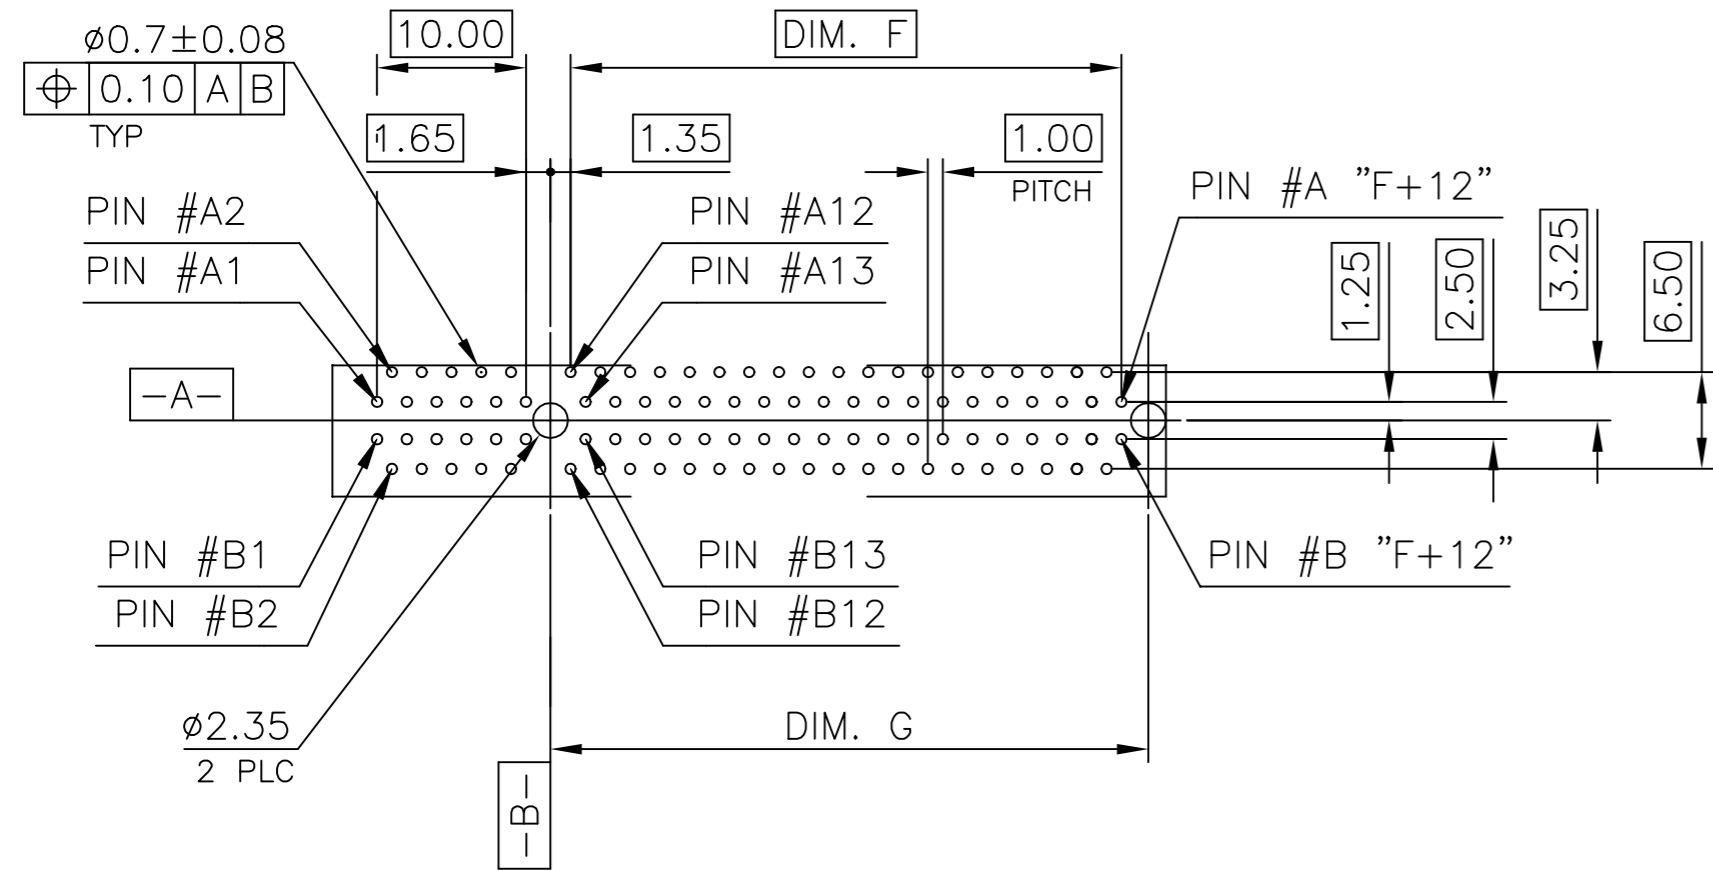 ø0.7±0.08
10.00
DIM. F
⌖ 0.10 A B
TYP
1.65
1.35
1.00
PITCH
PIN #A2
PIN #A12
PIN #A "F+12"
PIN #A1
PIN #A13
1.25
2.50
3.25
6.50
-A-
PIN #B1
PIN #B13
PIN #B "F+12"
PIN #B2
PIN #B12
ø2.35
2 PLC
DIM. G
-B-